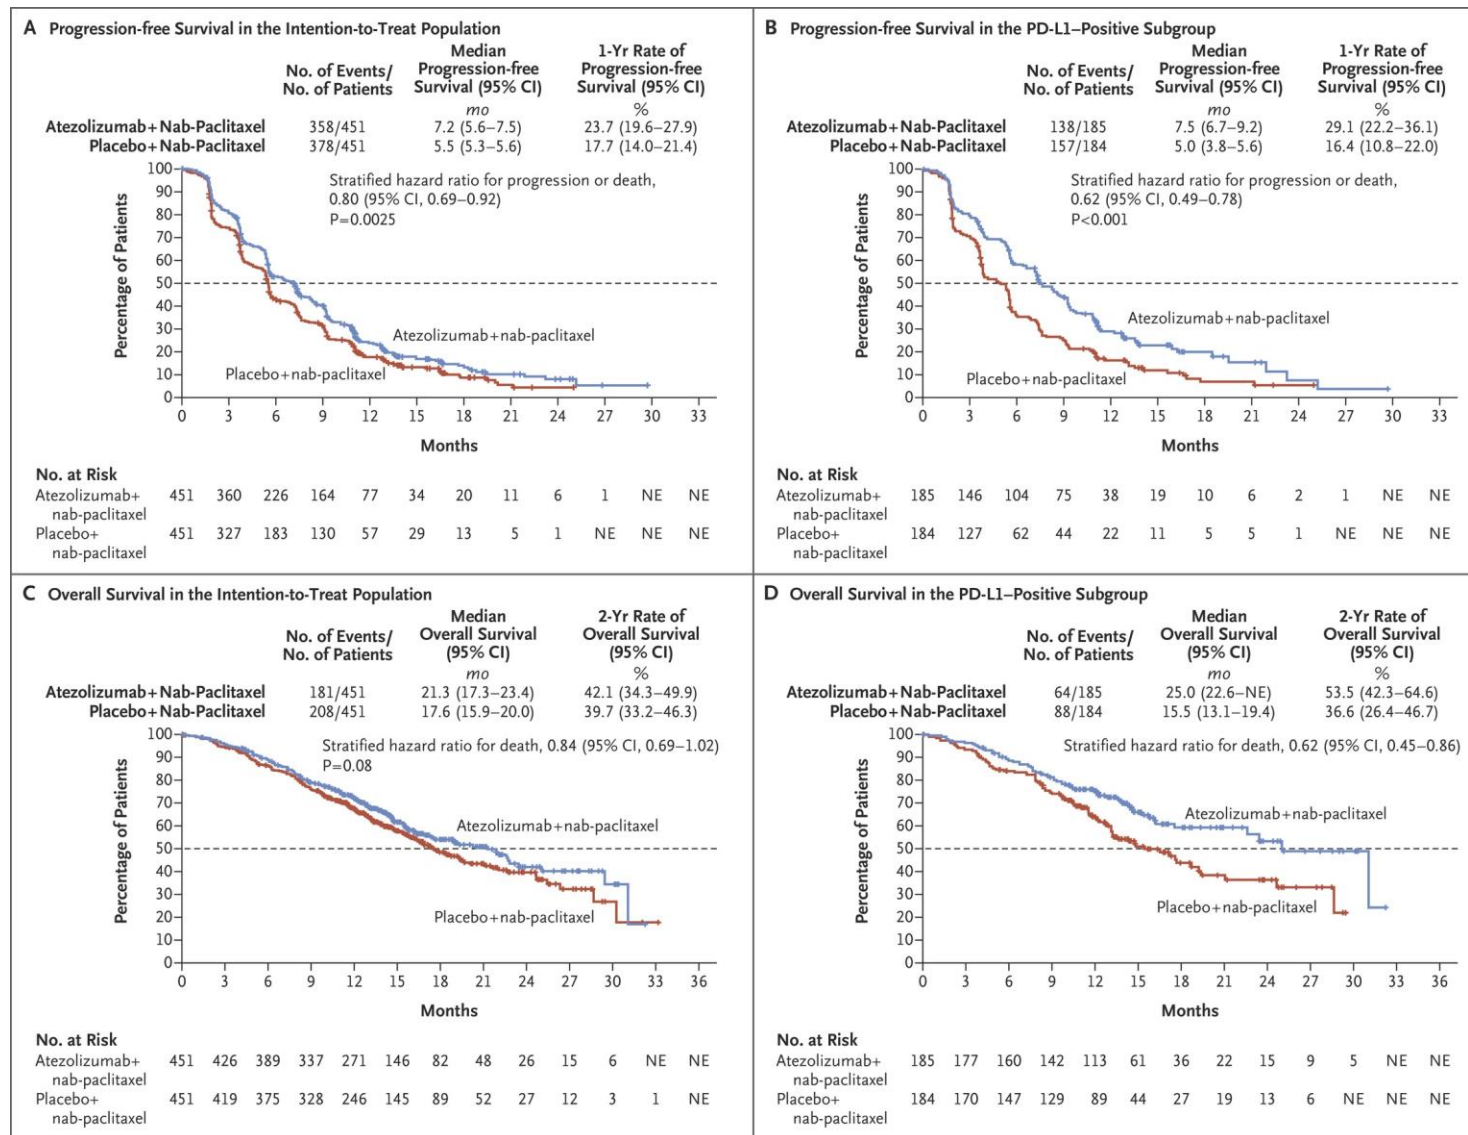 A Progression-free Survival in the Intention-to-Treat Population
No. of Events/ No. of Patients
Median Progression-free Survival (95% CI)
1-Yr Rate of Progression-free Survival (95% CI)
mo %
Atezolizumab+Nab-Paclitaxel 358/451 7.2 (5.6–7.5) 23.7 (19.6–27.9)
Placebo+Nab-Paclitaxel 378/451 5.5 (5.3–5.6) 17.7 (14.0–21.4)
Stratified hazard ratio for progression or death,
0.80 (95% CI, 0.69–0.92)
P=0.0025
Percentage of Patients
100
90
80
70
60
50
40
30
20
10
0
Atezolizumab+nab-paclitaxel
Placebo+nab-paclitaxel
0 3 6 9 12 15 18 21 24 27 30 33
Months
No. at Risk
Atezolizumab+ 451 360 226 164 77 34 20 11 6 1 NE NE
nab-paclitaxel
Placebo+ 451 327 183 130 57 29 13 5 1 NE NE NE
nab-paclitaxel
B Progression-free Survival in the PD-L1–Positive Subgroup
No. of Events/ No. of Patients
Median Progression-free Survival (95% CI)
1-Yr Rate of Progression-free Survival (95% CI)
mo %
Atezolizumab+Nab-Paclitaxel 138/185 7.5 (6.7–9.2) 29.1 (22.2–36.1)
Placebo+Nab-Paclitaxel 157/184 5.0 (3.8–5.6) 16.4 (10.8–22.0)
Stratified hazard ratio for progression or death,
0.62 (95% CI, 0.49–0.78)
P<0.001
Percentage of Patients
100
90
80
70
60
50
40
30
20
10
0
Atezolizumab+nab-paclitaxel
Placebo+nab-paclitaxel
0 3 6 9 12 15 18 21 24 27 30 33
Months
No. at Risk
Atezolizumab+ 185 146 104 75 38 19 10 6 2 1 NE NE
nab-paclitaxel
Placebo+ 184 127 62 44 22 11 5 5 1 NE NE NE
nab-paclitaxel
C Overall Survival in the Intention-to-Treat Population
No. of Events/ No. of Patients
Median Overall Survival (95% CI)
2-Yr Rate of Overall Survival (95% CI)
mo %
Atezolizumab+Nab-Paclitaxel 181/451 21.3 (17.3–23.4) 42.1 (34.3–49.9)
Placebo+Nab-Paclitaxel 208/451 17.6 (15.9–20.0) 39.7 (33.2–46.3)
Stratified hazard ratio for death, 0.84 (95% CI, 0.69–1.02)
P=0.08
Percentage of Patients
100
90
80
70
60
50
40
30
20
10
0
Atezolizumab+nab-paclitaxel
Placebo+nab-paclitaxel
0 3 6 9 12 15 18 21 24 27 30 33 36
Months
No. at Risk
Atezolizumab+ 451 426 389 337 271 146 82 48 26 15 6 NE NE
nab-paclitaxel
Placebo+ 451 419 375 328 246 145 89 52 27 12 3 1 NE
nab-paclitaxel
D Overall Survival in the PD-L1–Positive Subgroup
No. of Events/ No. of Patients
Median Overall Survival (95% CI)
2-Yr Rate of Overall Survival (95% CI)
mo %
Atezolizumab+Nab-Paclitaxel 64/185 25.0 (22.6–NE) 53.5 (42.3–64.6)
Placebo+Nab-Paclitaxel 88/184 15.5 (13.1–19.4) 36.6 (26.4–46.7)
Stratified hazard ratio for death, 0.62 (95% CI, 0.45–0.86)
Percentage of Patients
100
90
80
70
60
50
40
30
20
10
0
Atezolizumab+nab-paclitaxel
Placebo+nab-paclitaxel
0 3 6 9 12 15 18 21 24 27 30 33 36
Months
No. at Risk
Atezolizumab+ 185 177 160 142 113 61 36 22 15 9 5 NE NE
nab-paclitaxel
Placebo+ 184 170 147 129 89 44 27 19 13 6 NE NE NE
nab-paclitaxel